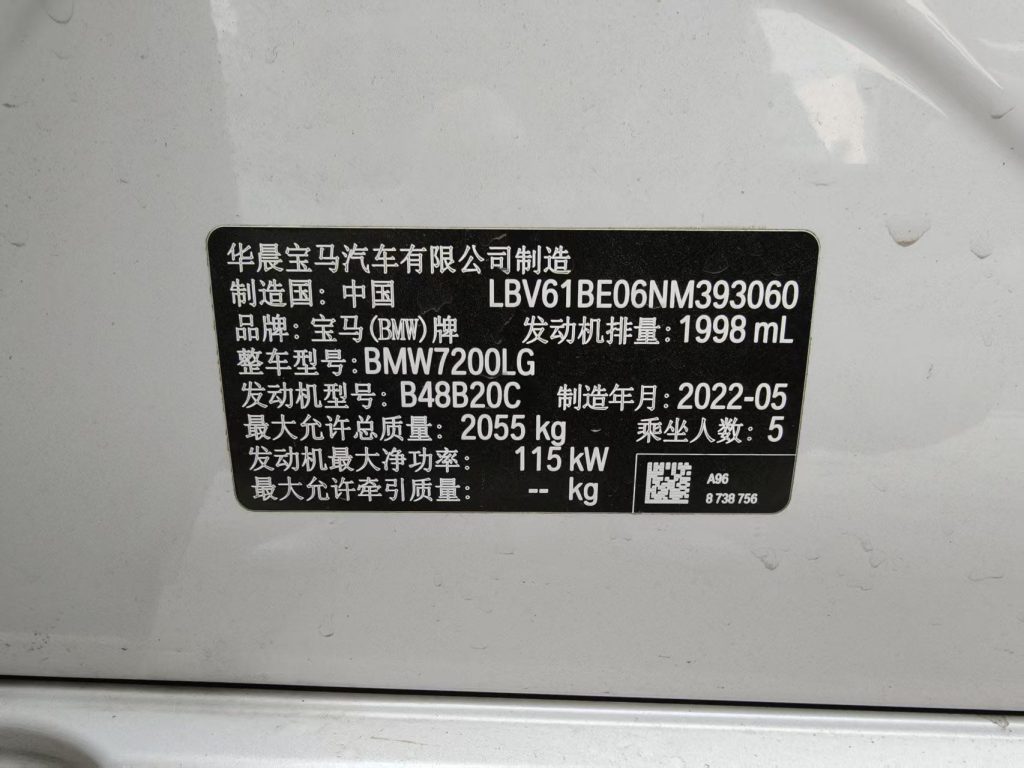 华晨宝马汽车有限公司制造
制造国: 中国 LBV61BE06NM393060
品牌: 宝马(BMW)牌 发动机排量: 1998 mL
整车型号: BMW7200LG
发动机型号: B48B20C 制造年月: 2022-05
最大允许总质量: 2055 kg 乘坐人数: 5
发动机最大净功率: 115 kW
最大允许牵引质量: -- kg
A96
8 738 756